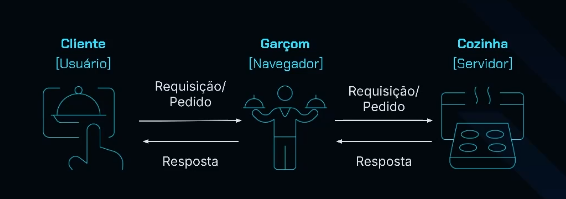 Cliente
[Usuário]
Garçom
[Navegador]
Cozinha
[Servidor]
Requisição/
Pedido
Requisição/
Pedido
Resposta
Resposta